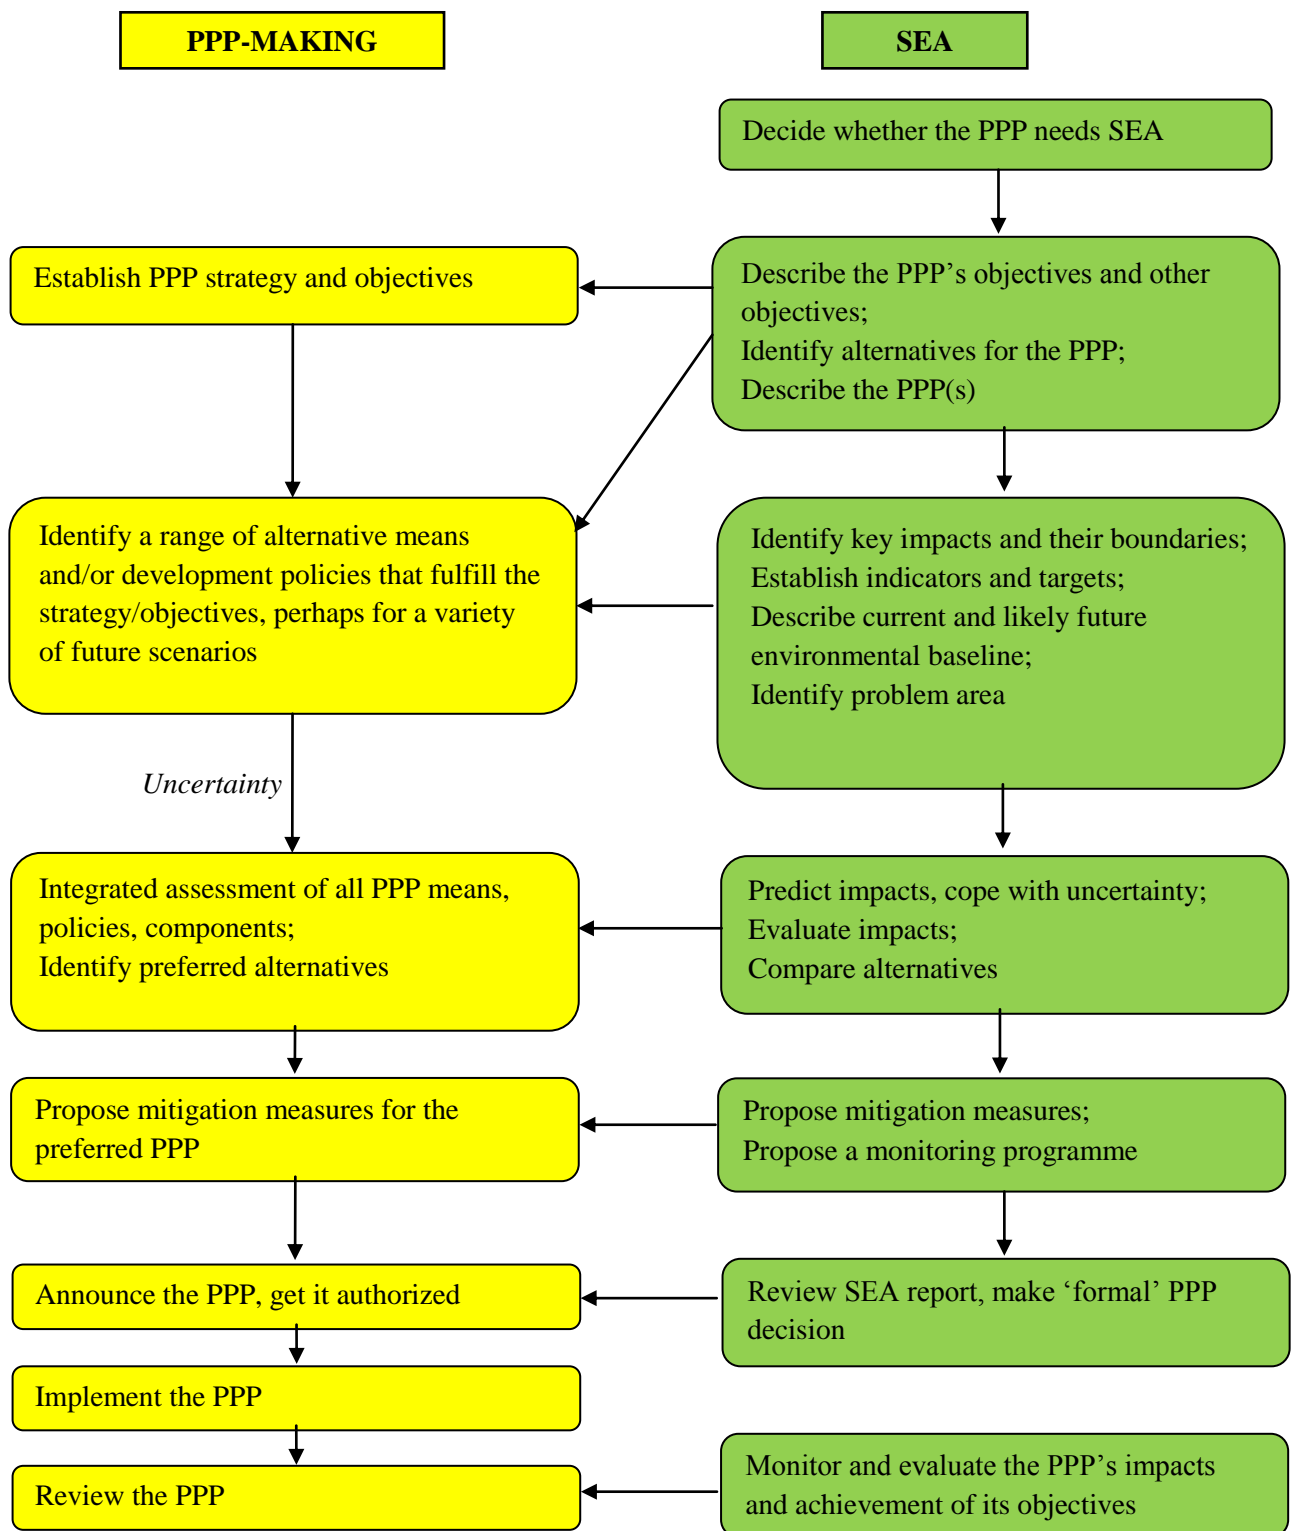 PPP-MAKING
SEA
Decide whether the PPP needs SEA
Establish PPP strategy and objectives
Describe the PPP’s objectives and other
objectives;
Identify alternatives for the PPP;
Describe the PPP(s)
Identify a range of alternative means
and/or development policies that fulfill the
strategy/objectives, perhaps for a variety
of future scenarios
Identify key impacts and their boundaries;
Establish indicators and targets;
Describe current and likely future
environmental baseline;
Identify problem area
Uncertainty
Integrated assessment of all PPP means,
policies, components;
Identify preferred alternatives
Predict impacts, cope with uncertainty;
Evaluate impacts;
Compare alternatives
Propose mitigation measures for the
preferred PPP
Propose mitigation measures;
Propose a monitoring programme
Announce the PPP, get it authorized
Review SEA report, make ‘formal’ PPP
decision
Implement the PPP
Review the PPP
Monitor and evaluate the PPP’s impacts
and achievement of its objectives